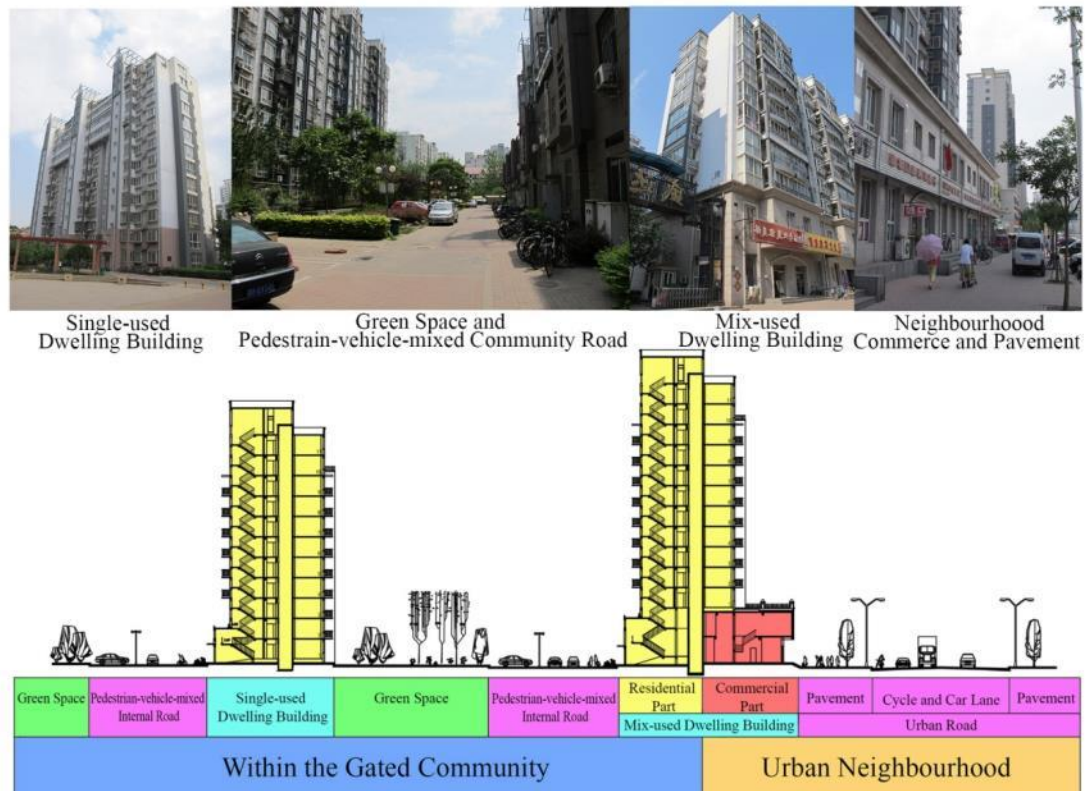 Single-used
Dwelling Building
Green Space and
Pedestrain-vehicle-mixed Community Road
Mix-used
Dwelling Building
Neighbourhoood
Commerce and Pavement
Green Space
Pedestrian-vehicle-mixed
Internal Road
Single-used
Dwelling Building
Green Space
Pedestrian-vehicle-mixed
Internal Road
Residential
Part
Commercial
Part
Mix-used Dwelling Building
Pavement
Cycle and Car Lane
Pavement
Urban Road
Within the Gated Community
Urban Neighbourhood